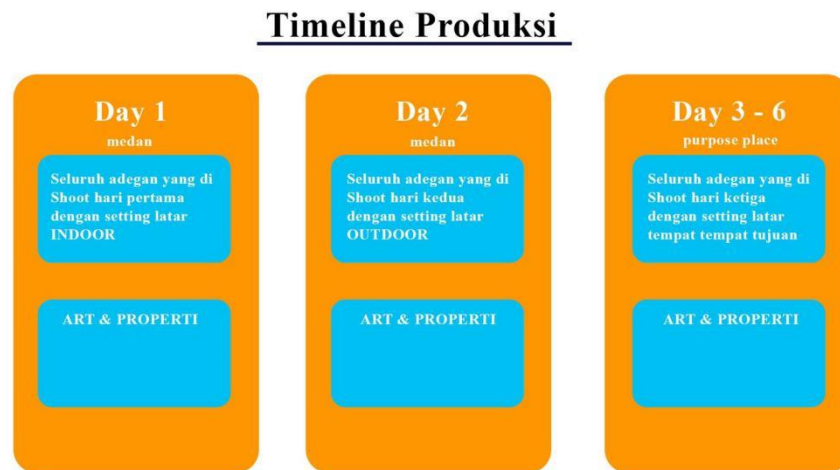 Timeline Produksi
Day 1
medan
Seluruh adegan yang di
Shoot hari pertama
dengan setting latar
INDOOR
ART & PROPERTI
Day 2
medan
Seluruh adegan yang di
Shoot hari kedua
dengan setting latar
OUTDOOR
ART & PROPERTI
Day 3 - 6
purpose place
Seluruh adegan yang di
Shoot hari ketiga
dengan setting latar
tempat tempat tujuan
ART & PROPERTI